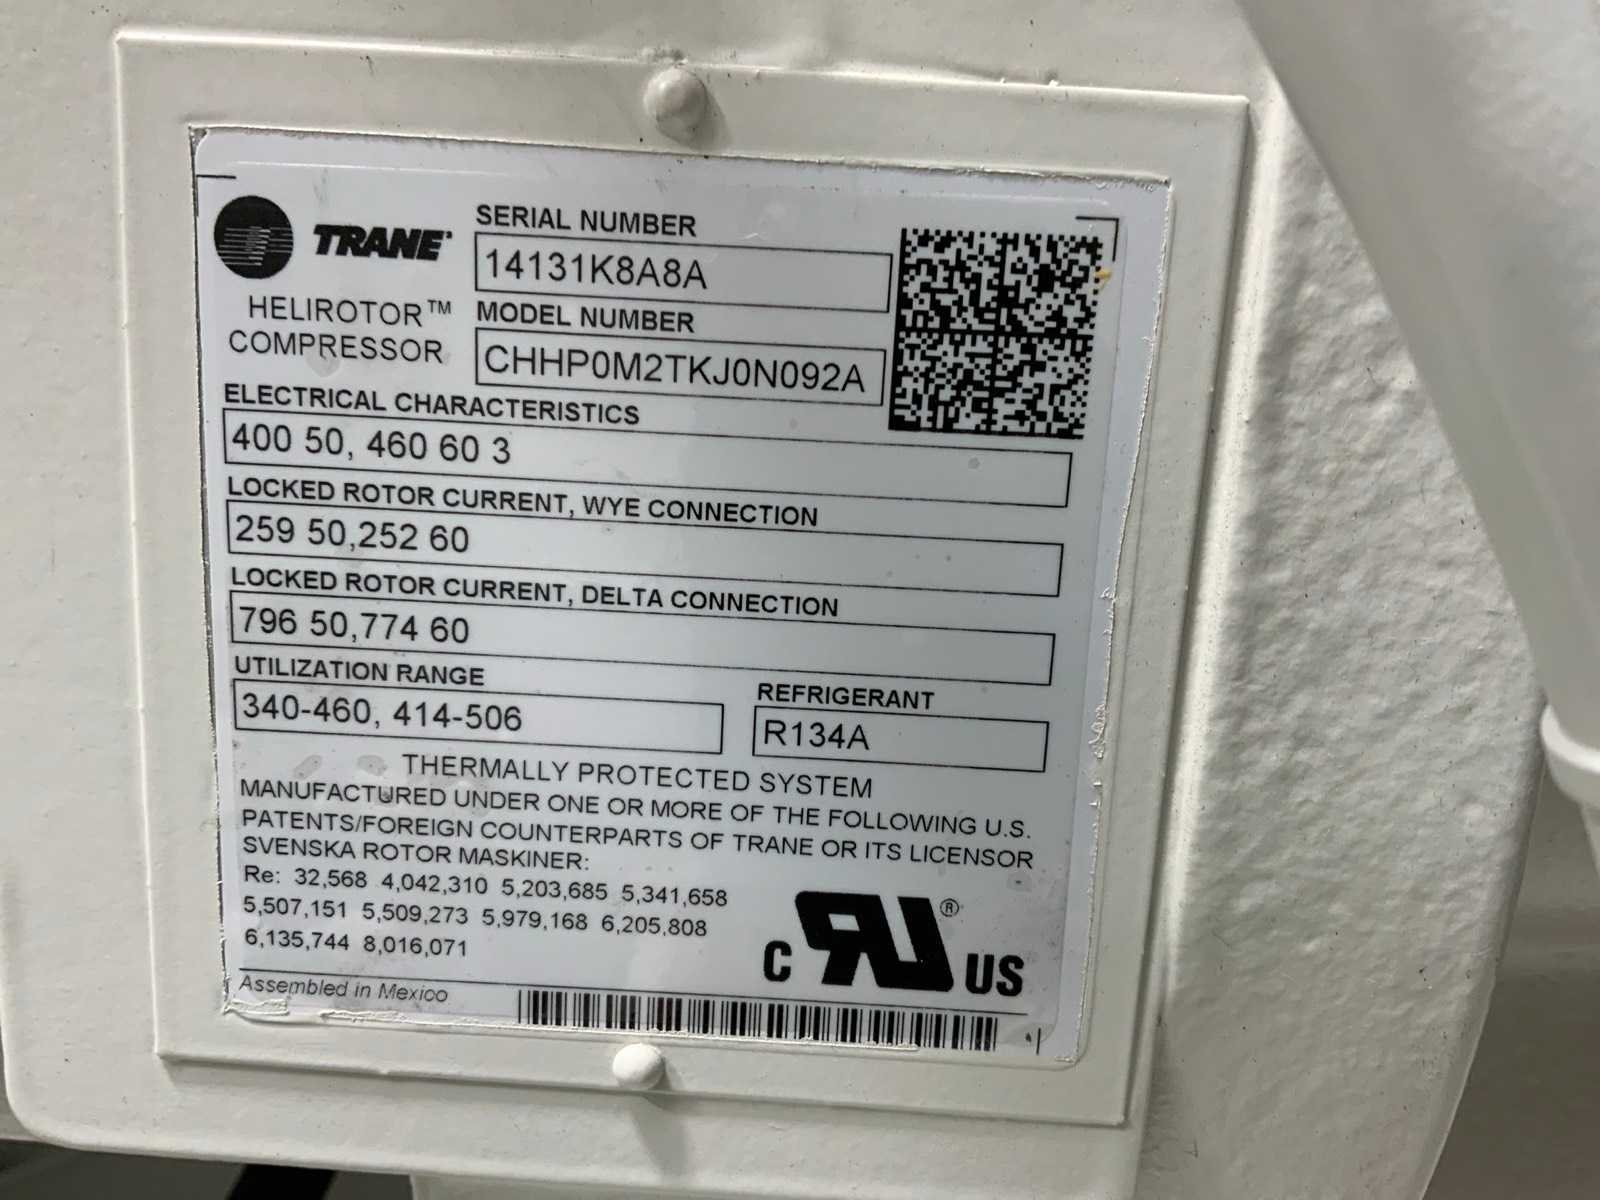 TRANE
HELIROTOR™
COMPRESSOR
SERIAL NUMBER
14131K8A8A
MODEL NUMBER
CHHP0M2TKJ0N092A
ELECTRICAL CHARACTERISTICS
400 50, 460 60 3
LOCKED ROTOR CURRENT, WYE CONNECTION
259 50,252 60
LOCKED ROTOR CURRENT, DELTA CONNECTION
796 50,774 60
UTILIZATION RANGE
340-460, 414-506
REFRIGERANT
R134A
THERMALLY PROTECTED SYSTEM
MANUFACTURED UNDER ONE OR MORE OF THE FOLLOWING U.S.
PATENTS/FOREIGN COUNTERPARTS OF TRANE OR ITS LICENSOR
SVENSKA ROTOR MASKINER:
Re: 32,568 4,042,310 5,203,685 5,341,658
5,507,151 5,509,273 5,979,168 6,205,808
6,135,744 8,016,071
C RU® US
Assembled in Mexico